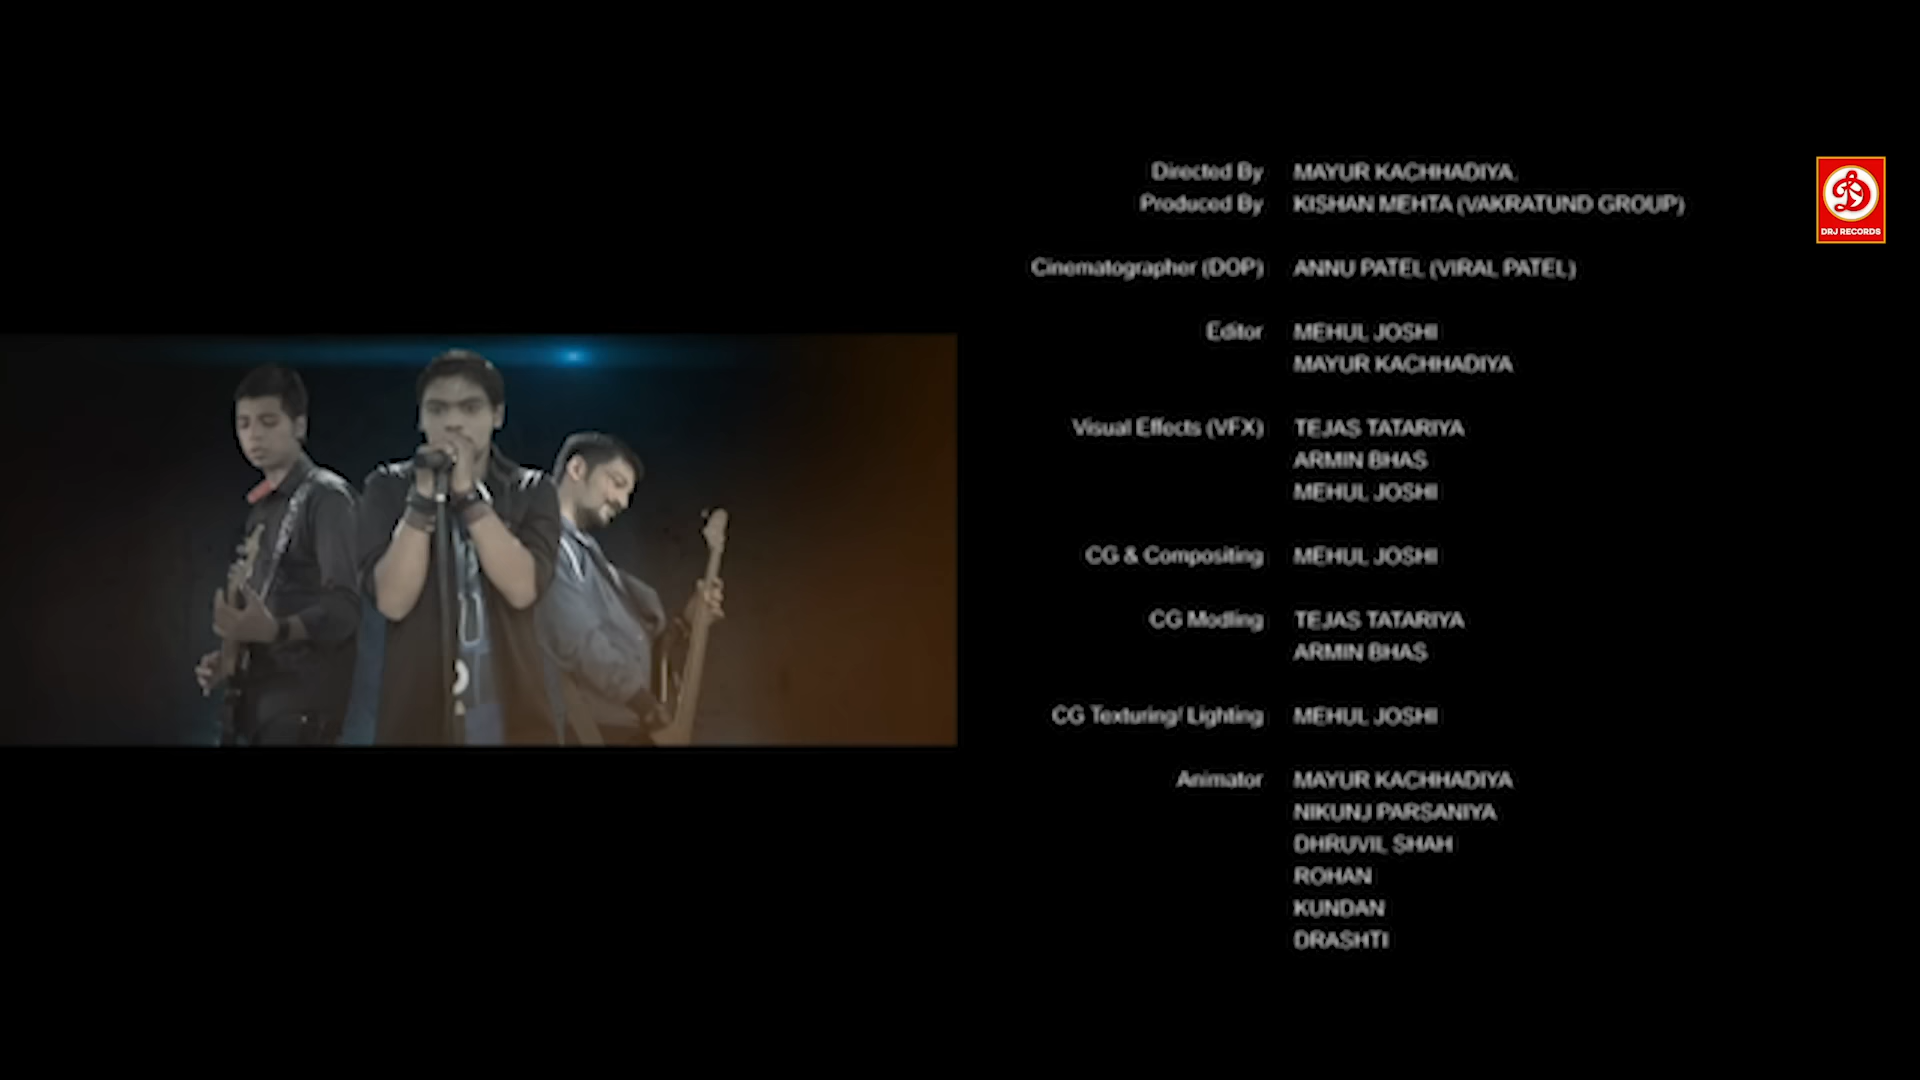 Directed By MAYUR KACHHADIYA.
Produced By KISHAN MEHTA (VAKRATUND GROUP)
DRJ RECORDS
Cinematographer (DOP) ANNU PATEL (VIRAL PATEL)
Editor MEHUL JOSHI
MAYUR KACHHADIYA
Visual Effects (VFX) TEJAS TATARIYA
ARMIN BHAS
MEHUL JOSHI
CG & Compositing MEHUL JOSHI
CG Modling TEJAS TATARIYA
ARMIN BHAS
CG Texturing/ Lighting MEHUL JOSHI
Animator MAYUR KACHHADIYA
NIKUNJ PARSANIYA
DHRUVIL SHAH
ROHAN
KUNDAN
DRASHTI